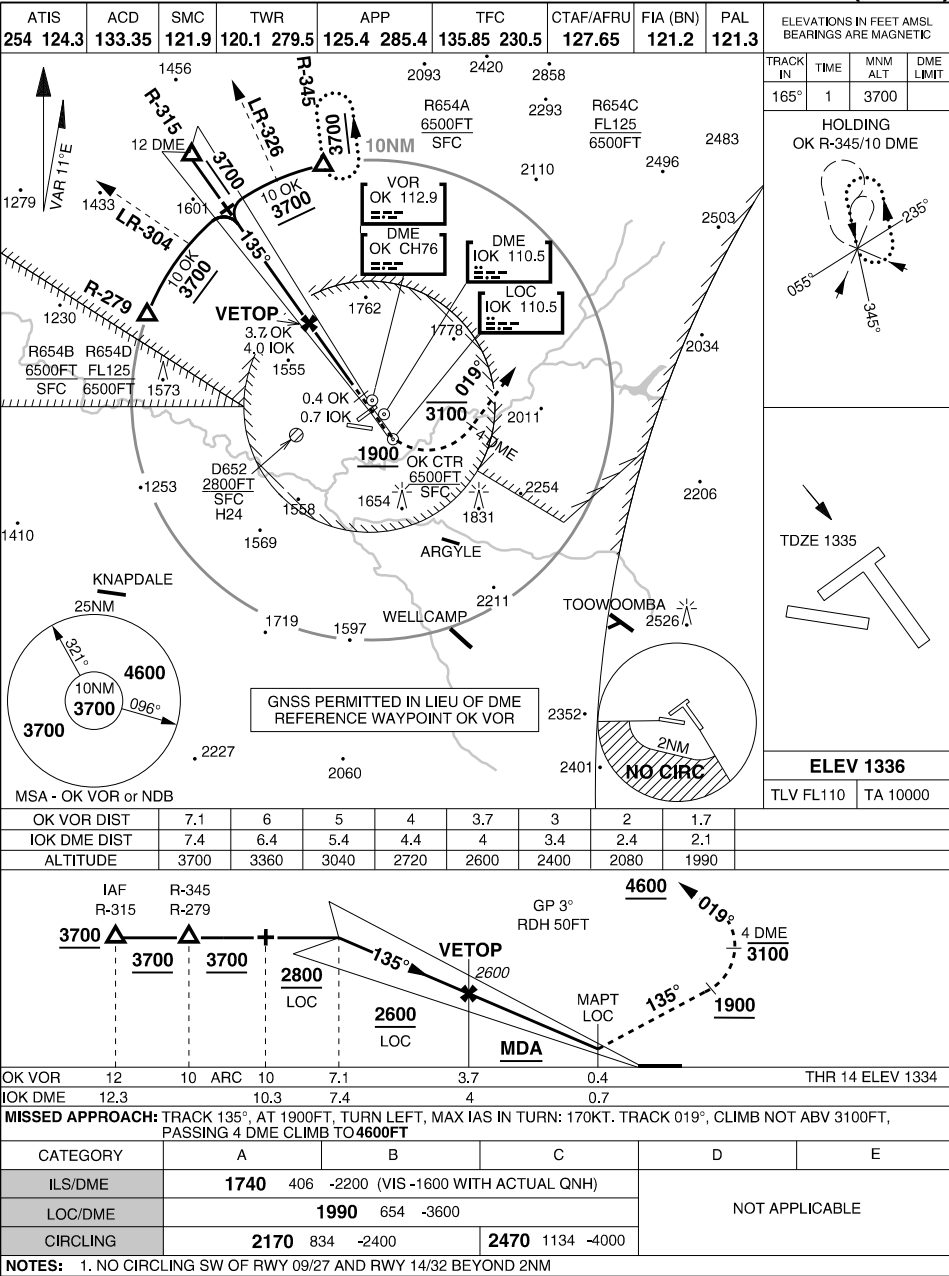 ATIS ACD SMC TWR APP TFC CTAF/AFRU FIA (BN) PAL
254 124.3 133.35 121.9 120.1 279.5 125.4 285.4 135.85 230.5 127.65 121.2 121.3
ELEVATIONS IN FEET AMSL
BEARINGS ARE MAGNETIC
TRACK IN TIME MNM ALT DME LIMIT
165° 1 3700
HOLDING
OK R-345/10 DME
235°
055°
345°
VAR 11°E
1456
R-315
12 DME
LR-326
R-345
3700
2093
2420
2858
R654A
6500FT
SFC
2293
R654C
FL125
6500FT
2483
10NM
3700
2110
2496
1279
1433
1601
10 OK
3700
VOR
OK 112.9
DME
OK CH76
DME
IOK 110.5
LOC
IOK 110.5
2503
LR-304
135°
10 OK
3700
R-279
1230
VETOP
3.7 OK
4.0 IOK
1762
1778
2034
R654B
6500FT
SFC
R654D
FL125
6500FT
1573
1555
0.4 OK
0.7 IOK
019°
3100
2011
4 DME
1900
OK CTR
6500FT
SFC
D652
2800FT
SFC
H24
1253
1558
1654
1831
2254
2206
1410
1569
ARGYLE
TDZE 1335
KNAPDALE
25NM
1719
1597
WELLCAMP
2211
TOOWOOMBA
2526
321°
4600
10NM
3700
096°
3700
GNSS PERMITTED IN LIEU OF DME
REFERENCE WAYPOINT OK VOR
2352
2NM
NO CIRC
2227
2060
2401
MSA - OK VOR or NDB
ELEV 1336
TLV FL110 TA 10000
OK VOR DIST 7.1 6 5 4 3.7 3 2 1.7
IOK DME DIST 7.4 6.4 5.4 4.4 4 3.4 2.4 2.1
ALTITUDE 3700 3360 3040 2720 2600 2400 2080 1990
IAF
R-315
R-345
R-279
GP 3°
RDH 50FT
4600
019°
3700
3700
3700
135°
VETOP
2600
4 DME
3100
2800
LOC
2600
LOC
MDA
MAPT
LOC
135°
1900
OK VOR 12 10 ARC 10 7.1 3.7 0.4 THR 14 ELEV 1334
IOK DME 12.3 10.3 7.4 4 0.7
MISSED APPROACH: TRACK 135°, AT 1900FT, TURN LEFT, MAX IAS IN TURN: 170KT. TRACK 019°, CLIMB NOT ABV 3100FT,
PASSING 4 DME CLIMB TO 4600FT
CATEGORY A B C D E
ILS/DME 1740 406 -2200 (VIS -1600 WITH ACTUAL QNH)
NOT APPLICABLE
LOC/DME 1990 654 -3600
CIRCLING 2170 834 -2400 2470 1134 -4000
NOTES: 1. NO CIRCLING SW OF RWY 09/27 AND RWY 14/32 BEYOND 2NM